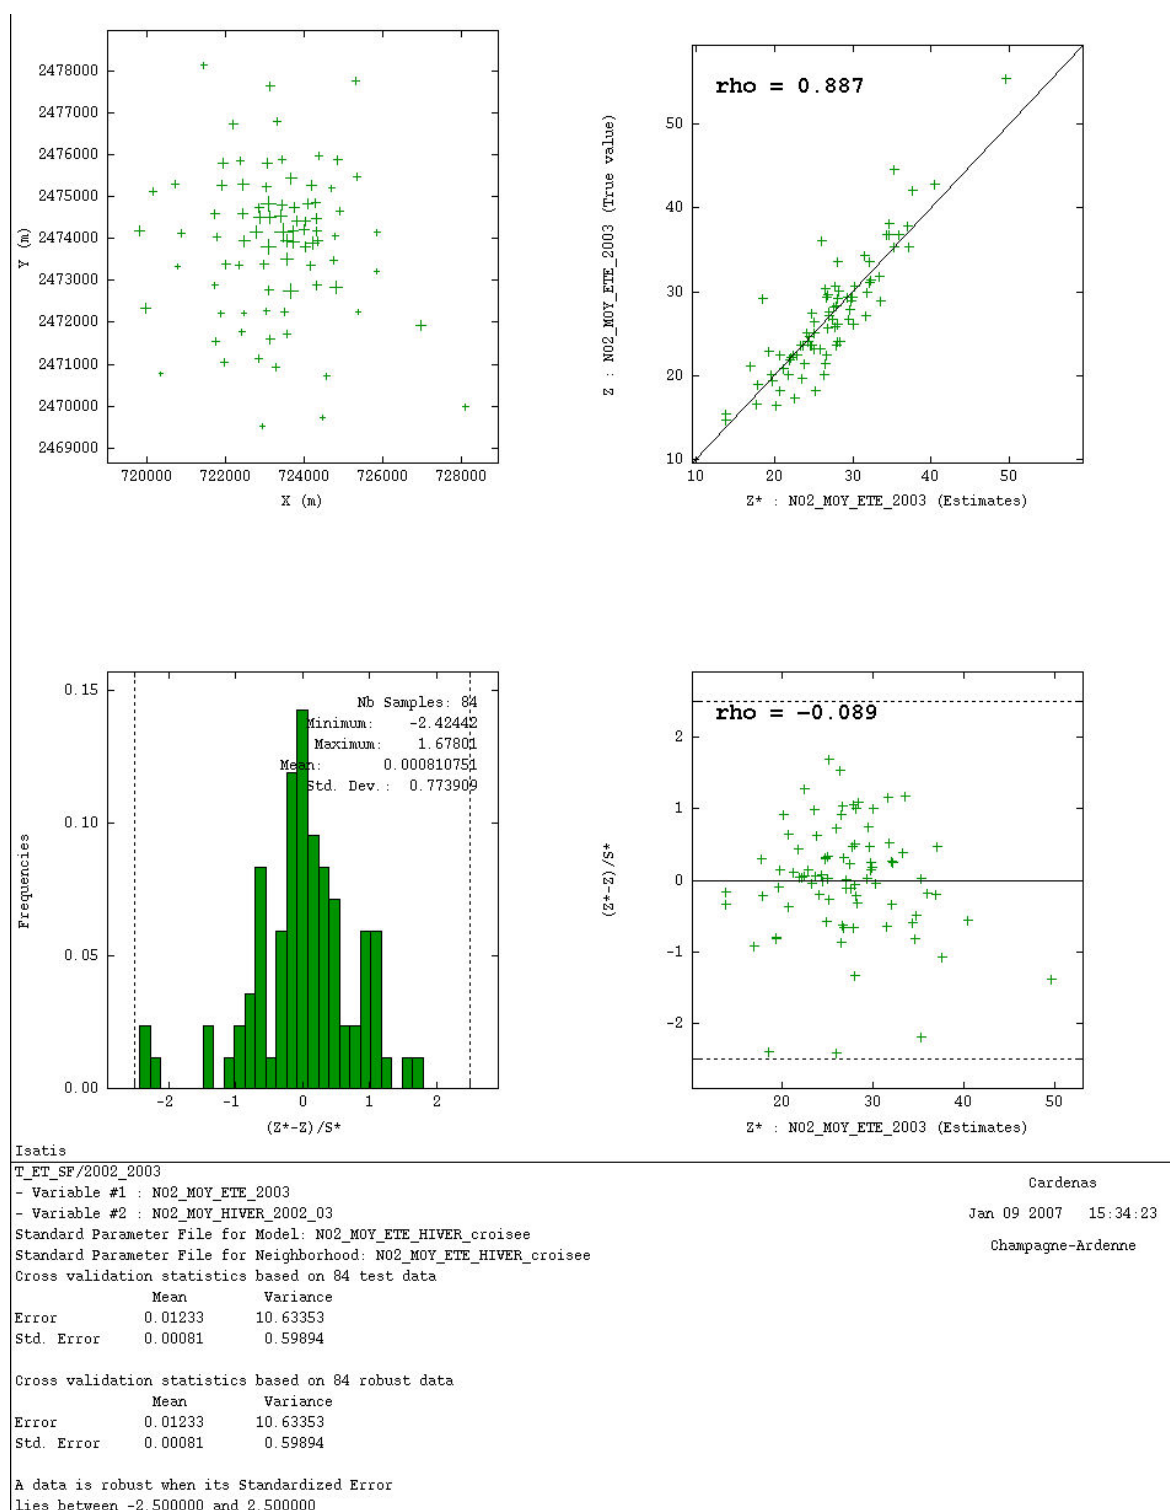 2478000
2477000
2476000
2475000
2474000
2473000
2472000
2471000
2470000
2469000
Y (m)
720000 722000 724000 726000 728000
X (m)
rho = 0.887
50
40
30
20
10
Z : NO2_MOY_ETE_2003 (True value)
10 20 30 40 50
Z* : NO2_MOY_ETE_2003 (Estimates)
0.15
0.10
0.05
0.00
Frequencies
Nb Samples: 84
Minimum: -2.42442
Maximum: 1.67801
Mean: 0.000810751
Std. Dev.: 0.773909
-2 -1 0 1 2
(Z*-Z)/S*
rho = -0.089
2
1
0
-1
-2
(Z*-Z)/S*
20 30 40 50
Z* : NO2_MOY_ETE_2003 (Estimates)
Isatis
T_ET_SF/2002_2003
- Variable #1 : NO2_MOY_ETE_2003
- Variable #2 : NO2_MOY_HIVER_2002_03
Standard Parameter File for Model: NO2_MOY_ETE_HIVER_croisee
Standard Parameter File for Neighborhood: NO2_MOY_ETE_HIVER_croisee
Cross validation statistics based on 84 test data
Mean Variance
Error 0.01233 10.63353
Std. Error 0.00081 0.59894
Cross validation statistics based on 84 robust data
Mean Variance
Error 0.01233 10.63353
Std. Error 0.00081 0.59894
A data is robust when its Standardized Error
lies between -2.500000 and 2.500000
Cardenas
Jan 09 2007 15:34:23
Champagne-Ardenne